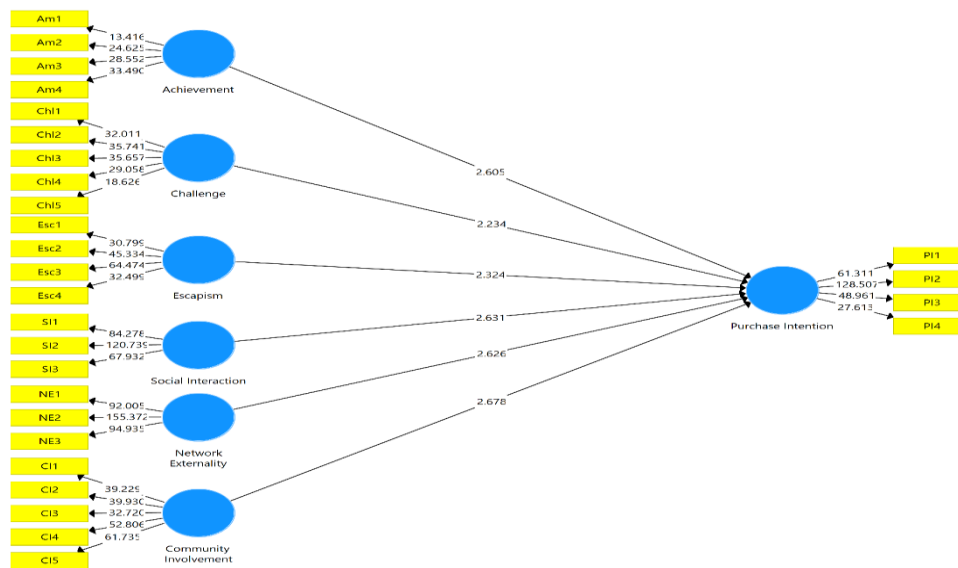 Am1
13.416
Am2
24.625
Am3
28.552
Am4
33.490
Achievement
Chl1
32.011
Chl2
35.741
Chl3
35.657
Chl4
29.058
Chl5
18.626
Challenge
Esc1
30.799
Esc2
45.334
Esc3
64.474
Esc4
32.499
Escapism
SI1
84.278
SI2
120.739
SI3
67.932
Social Interaction
NE1
92.005
NE2
155.372
NE3
94.935
Network
Externality
CI1
39.229
CI2
39.930
CI3
32.720
CI4
52.806
CI5
61.735
Community
Involvement
2.605
2.234
2.324
2.631
2.626
2.678
Purchase Intention
61.311
PI1
128.507
PI2
48.961
PI3
27.613
PI4